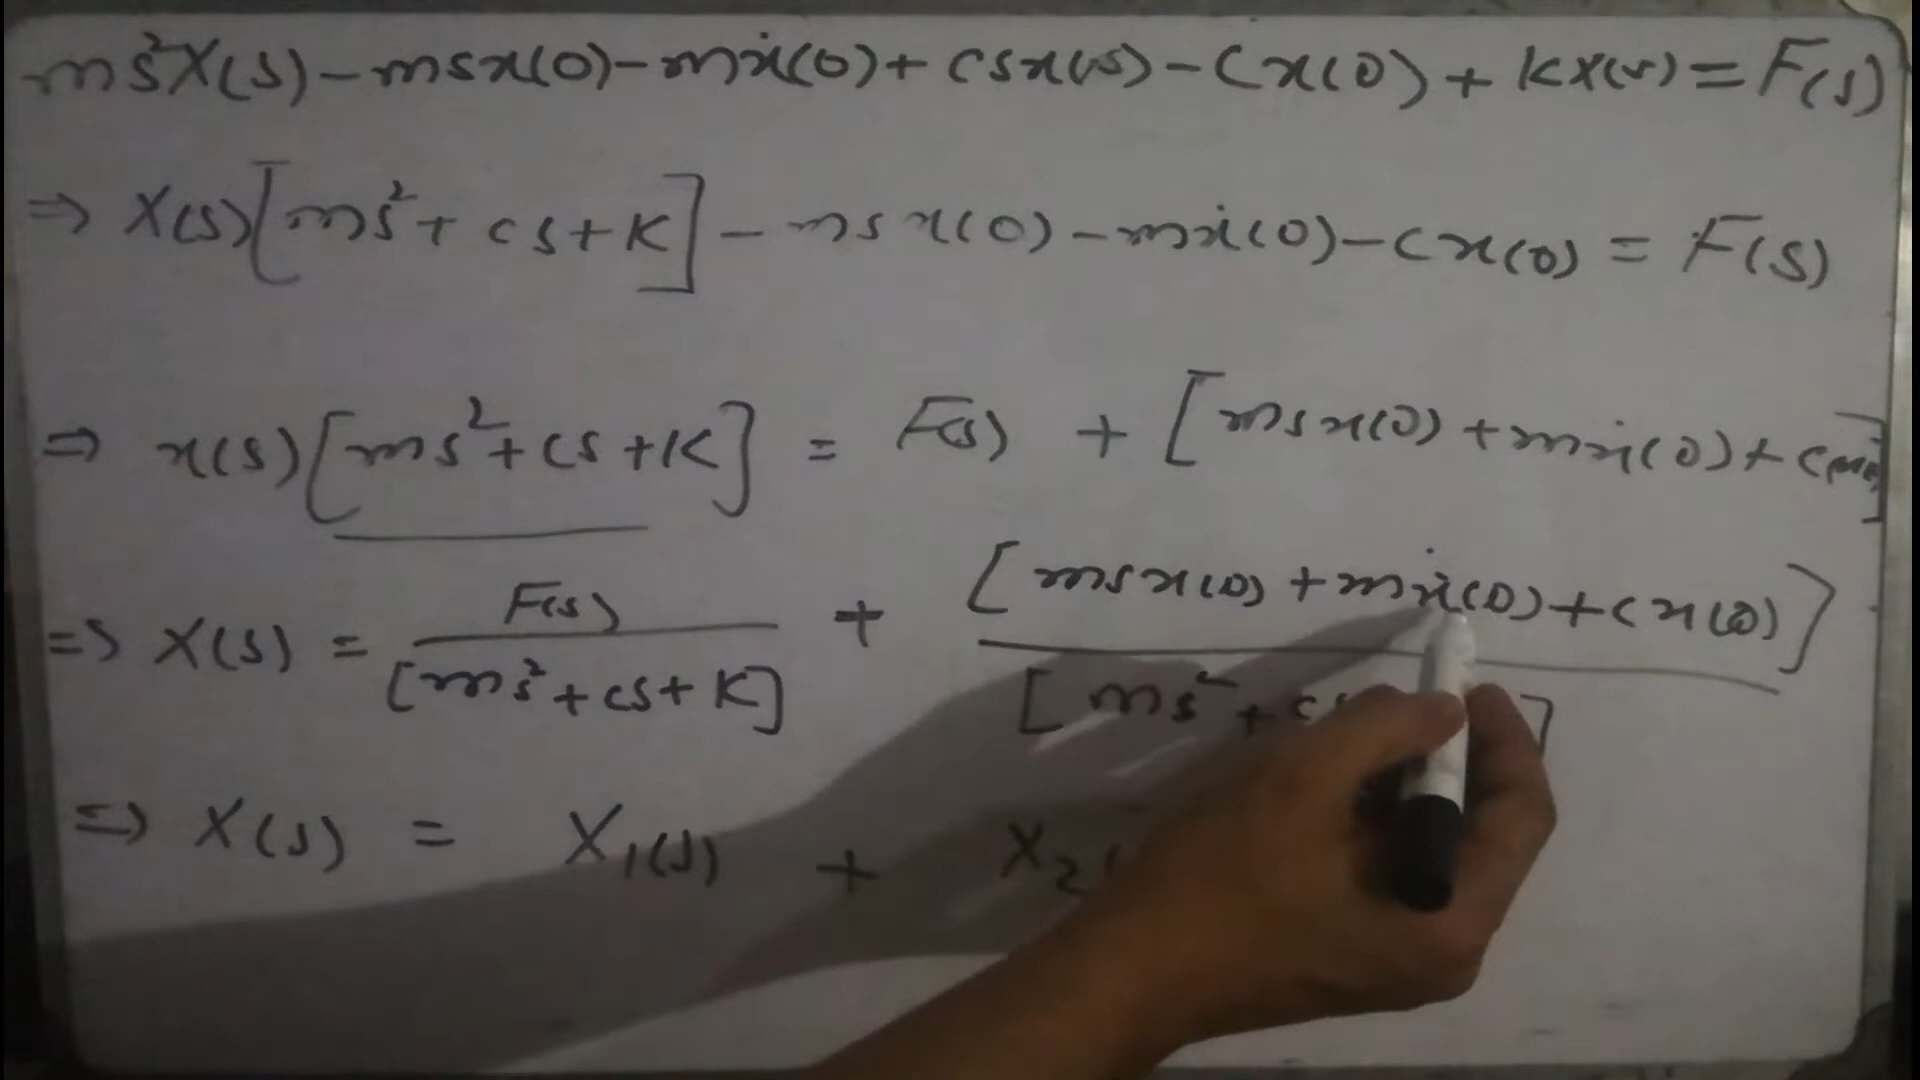 ms²X(s) - msx(0) - mẋ(0) + Csx(s) - Cx(0) + KX(s) = F(s)
⇒ X(s)[ms² + cs + K] - msx(0) - mẋ(0) - Cx(0) = F(S)
⇒ x(s)[ms² + cs + K] = F(s) + [msx(0) + mẋ(0) +
⇒ X(s) = F(s) / [ms² + cs + K] + [msx(0) + mẋ(0) + Cx(0)] / [ms² + c ]
⇒ X(s) = X₁(s) + X₂(